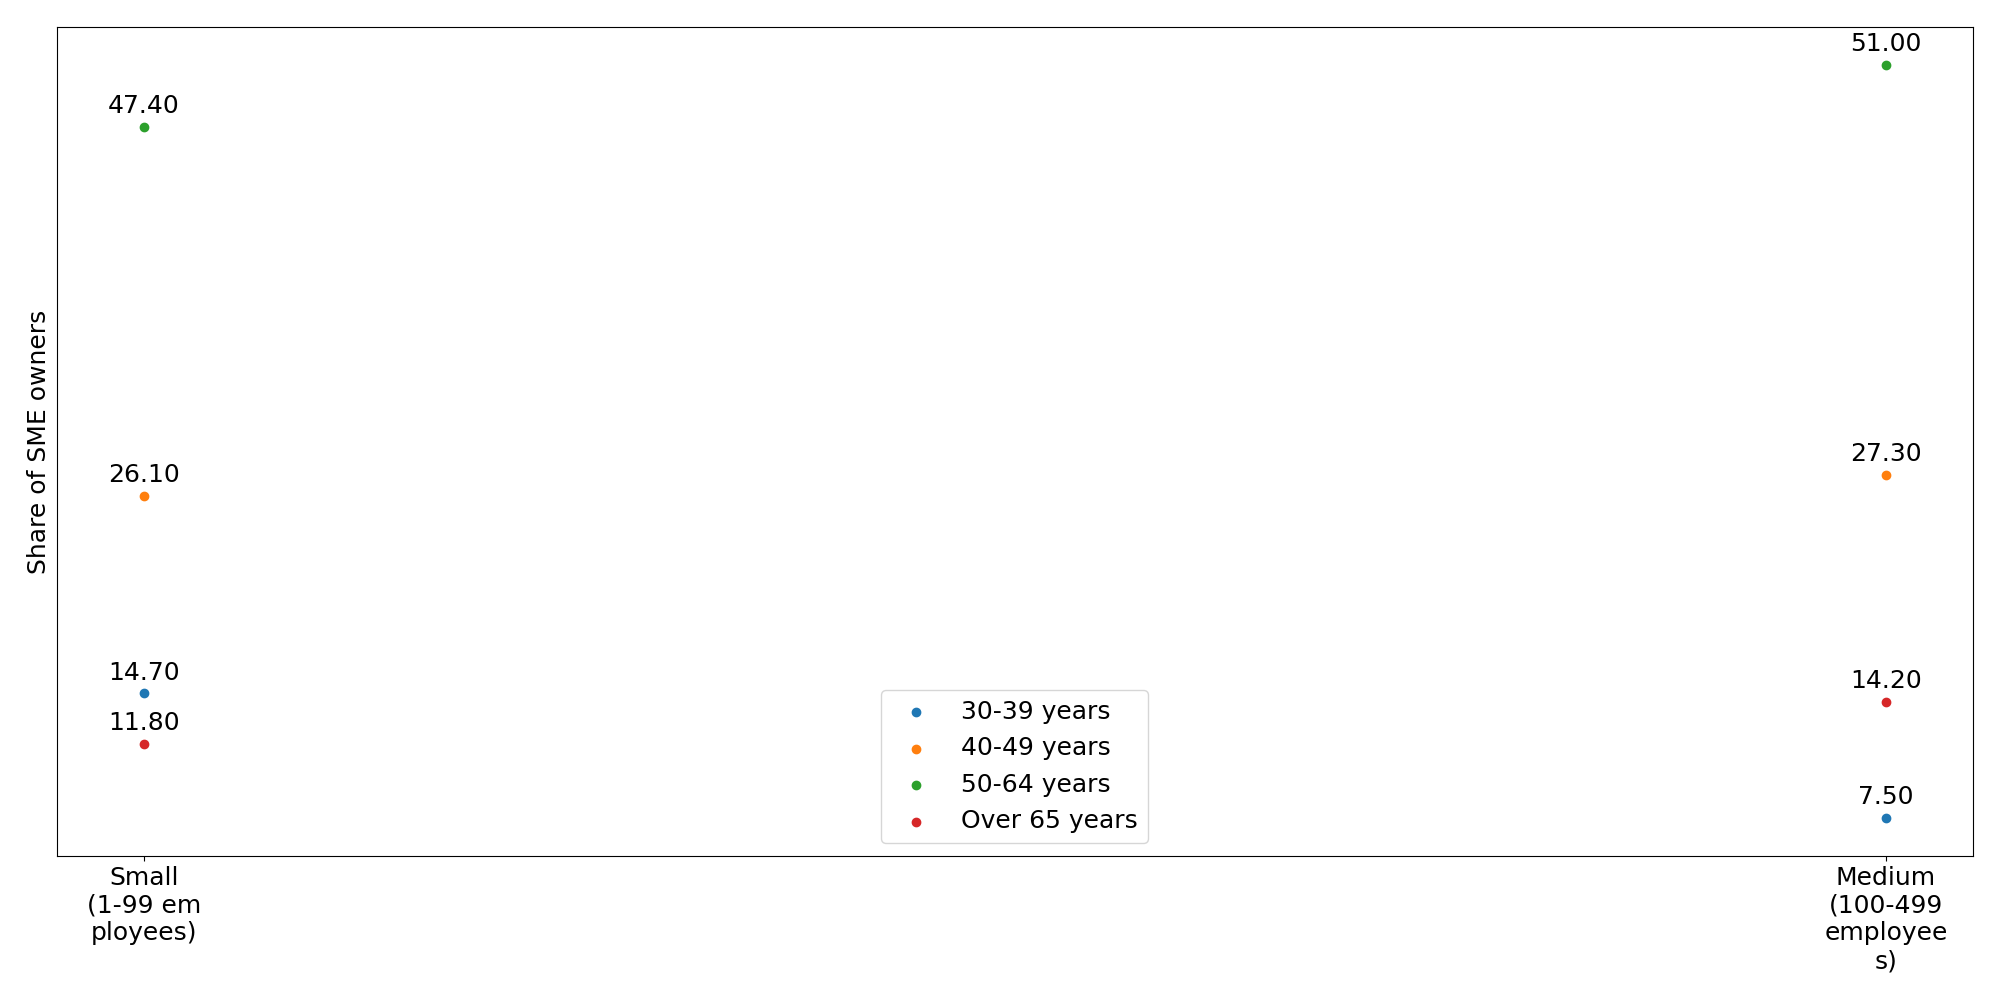 Share of SME owners
47.40
51.00
26.10
27.30
14.70
14.20
11.80
7.50
30-39 years
40-49 years
50-64 years
Over 65 years
Small
(1-99 em
ployees)
Medium
(100-499
employee
s)